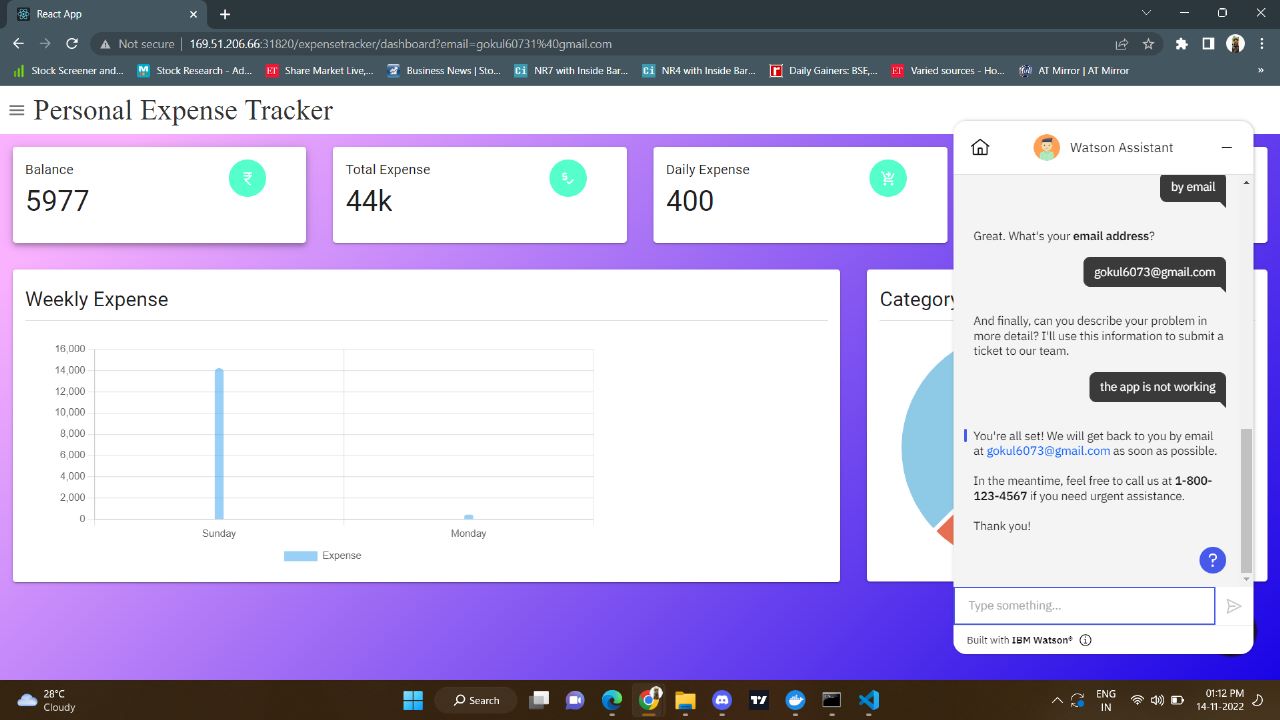 React App
Not secure
169.51.206.66:31820/expensetracker/dashboard?email=gokul60731%40gmail.com
Stock Screener and...
Stock Research - Ad...
ET
Share Market Live,...
Business News | Sto...
Ci
NR7 with Inside Bar...
Ci
NR4 with Inside Bar...
Daily Gainers: BSE,...
ET
Varied sources - Ho...
AT Mirror | AT Mirror
Personal Expense Tracker
Balance
5977
Total Expense
44k
Daily Expense
400
Weekly Expense
16,000
14,000
12,000
10,000
8,000
6,000
4,000
2,000
0
Sunday
Monday
Expense
Category
Watson Assistant
by email
Great. What's your email address?
gokul6073@gmail.com
And finally, can you describe your problem in
more detail? I'll use this information to submit a
ticket to our team.
the app is not working
You're all set! We will get back to you by email
at gokul6073@gmail.com as soon as possible.
In the meantime, feel free to call us at 1-800-
123-4567 if you need urgent assistance.
Thank you!
?
Type something...
Built with IBM Watson®
28°C
Cloudy
Search
ENG
IN
01:12 PM
14-11-2022